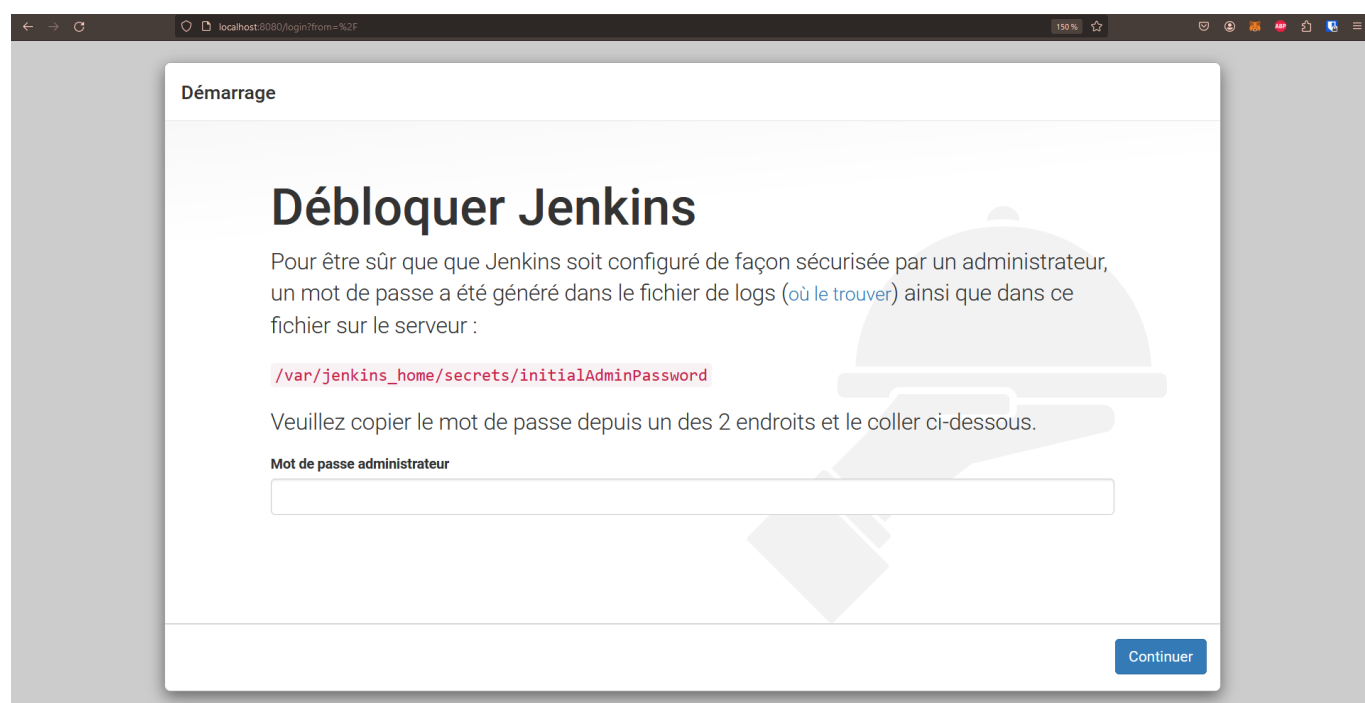 localhost:8080/login?from=%2F
150 %
ABP
Démarrage
Débloquer Jenkins
Pour être sûr que que Jenkins soit configuré de façon sécurisée par un administrateur,
un mot de passe a été généré dans le fichier de logs (où le trouver) ainsi que dans ce
fichier sur le serveur :
/var/jenkins_home/secrets/initialAdminPassword
Veuillez copier le mot de passe depuis un des 2 endroits et le coller ci-dessous.
Mot de passe administrateur
Continuer